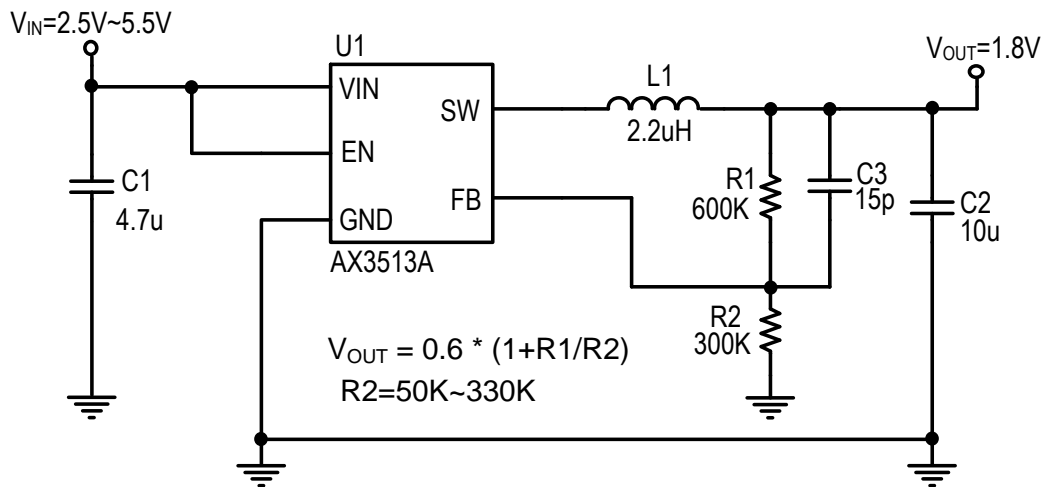 VIN=2.5V~5.5V
U1
VOUT=1.8V
VIN
SW
L1
2.2uH
EN
C1
4.7u
FB
R1
600K
C3
15p
C2
10u
GND
AX3513A
R2
300K
VOUT = 0.6 * (1+R1/R2)
R2=50K~330K